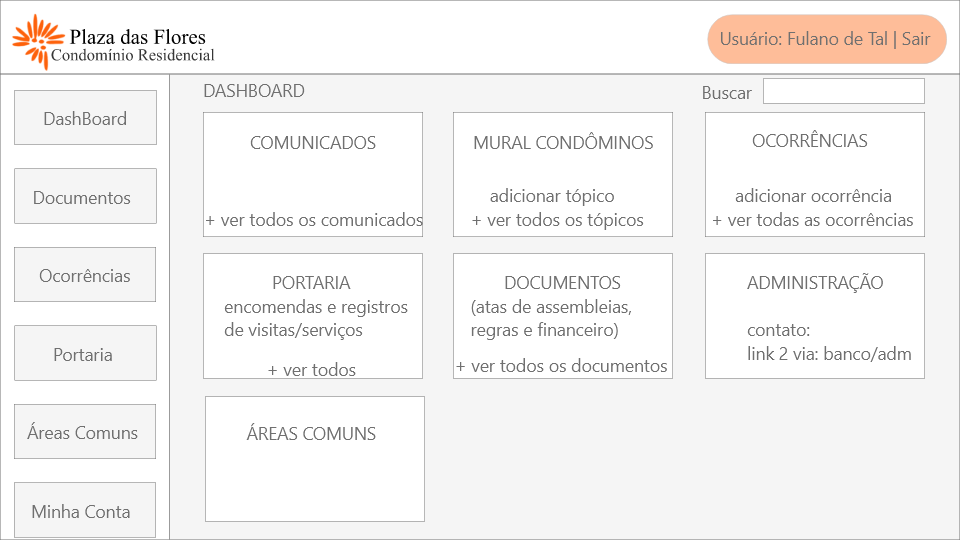 Plaza das Flores
Condomínio Residencial
Usuário: Fulano de Tal | Sair
DashBoard
Documentos
Ocorrências
Portaria
Áreas Comuns
Minha Conta
DASHBOARD
Buscar
COMUNICADOS
+ ver todos os comunicados
MURAL CONDÔMINOS
adicionar tópico
+ ver todos os tópicos
OCORRÊNCIAS
adicionar ocorrência
+ ver todas as ocorrências
PORTARIA
encomendas e registros
de visitas/serviços
+ ver todos
DOCUMENTOS
(atas de assembleias,
regras e financeiro)
+ ver todos os documentos
ADMINISTRAÇÃO
contato:
link 2 via: banco/adm
ÁREAS COMUNS